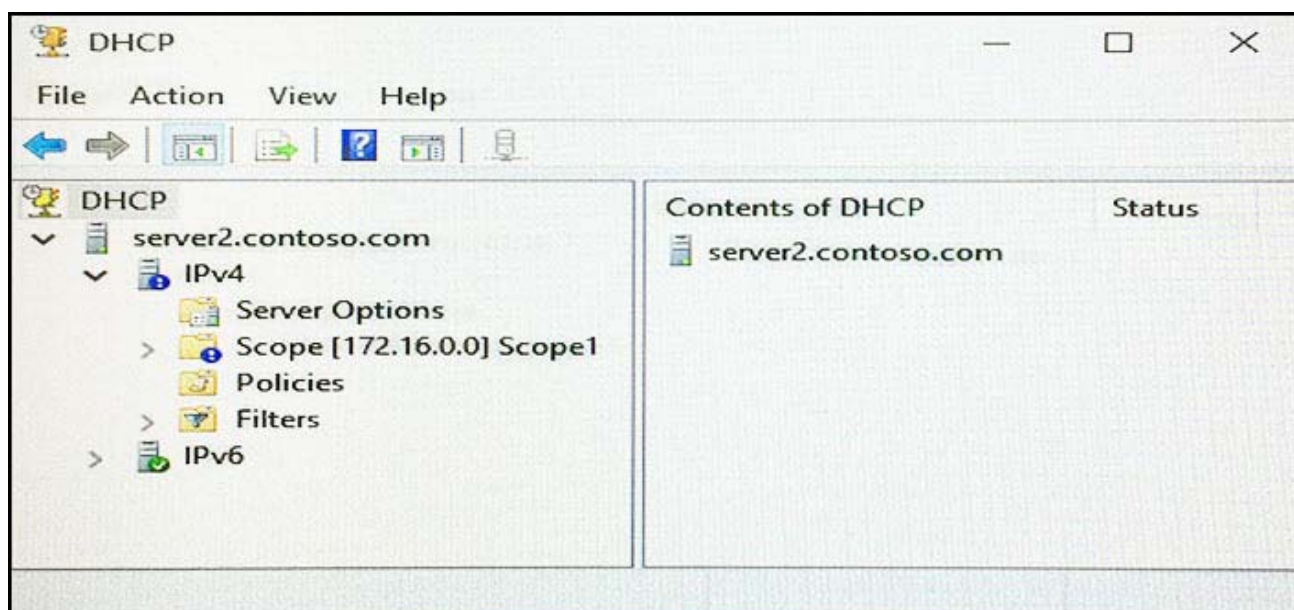 DHCP
File Action View Help
DHCP
server2.contoso.com
IPv4
Server Options
Scope [172.16.0.0] Scope1
Policies
Filters
IPv6
Contents of DHCP Status
server2.contoso.com